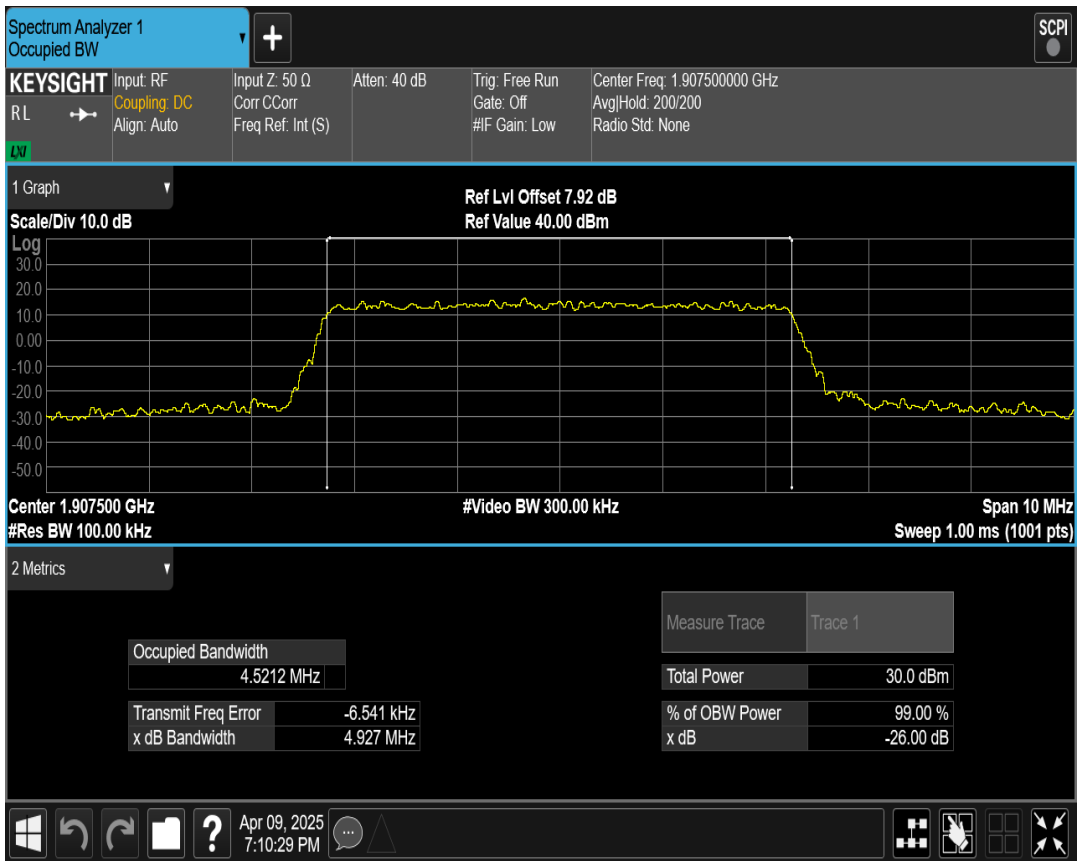 Spectrum Analyzer 1
Occupied BW
+
SCPI
KEYSIGHT
RL
LXI
Input: RF
Coupling: DC
Align: Auto
Input Z: 50 Ω
Corr CCorr
Freq Ref: Int (S)
Atten: 40 dB
Trig: Free Run
Gate: Off
#IF Gain: Low
Center Freq: 1.907500000 GHz
Avg|Hold: 200/200
Radio Std: None
1 Graph
Scale/Div 10.0 dB
Ref Lvl Offset 7.92 dB
Ref Value 40.00 dBm
Log
30.0
20.0
10.0
0.00
-10.0
-20.0
-30.0
-40.0
-50.0
Center 1.907500 GHz
#Video BW 300.00 kHz
Span 10 MHz
#Res BW 100.00 kHz
Sweep 1.00 ms (1001 pts)
2 Metrics
Measure Trace Trace 1
Occupied Bandwidth
4.5212 MHz
Total Power 30.0 dBm
Transmit Freq Error -6.541 kHz
% of OBW Power 99.00 %
x dB Bandwidth 4.927 MHz
x dB -26.00 dB
?
Apr 09, 2025
7:10:29 PM